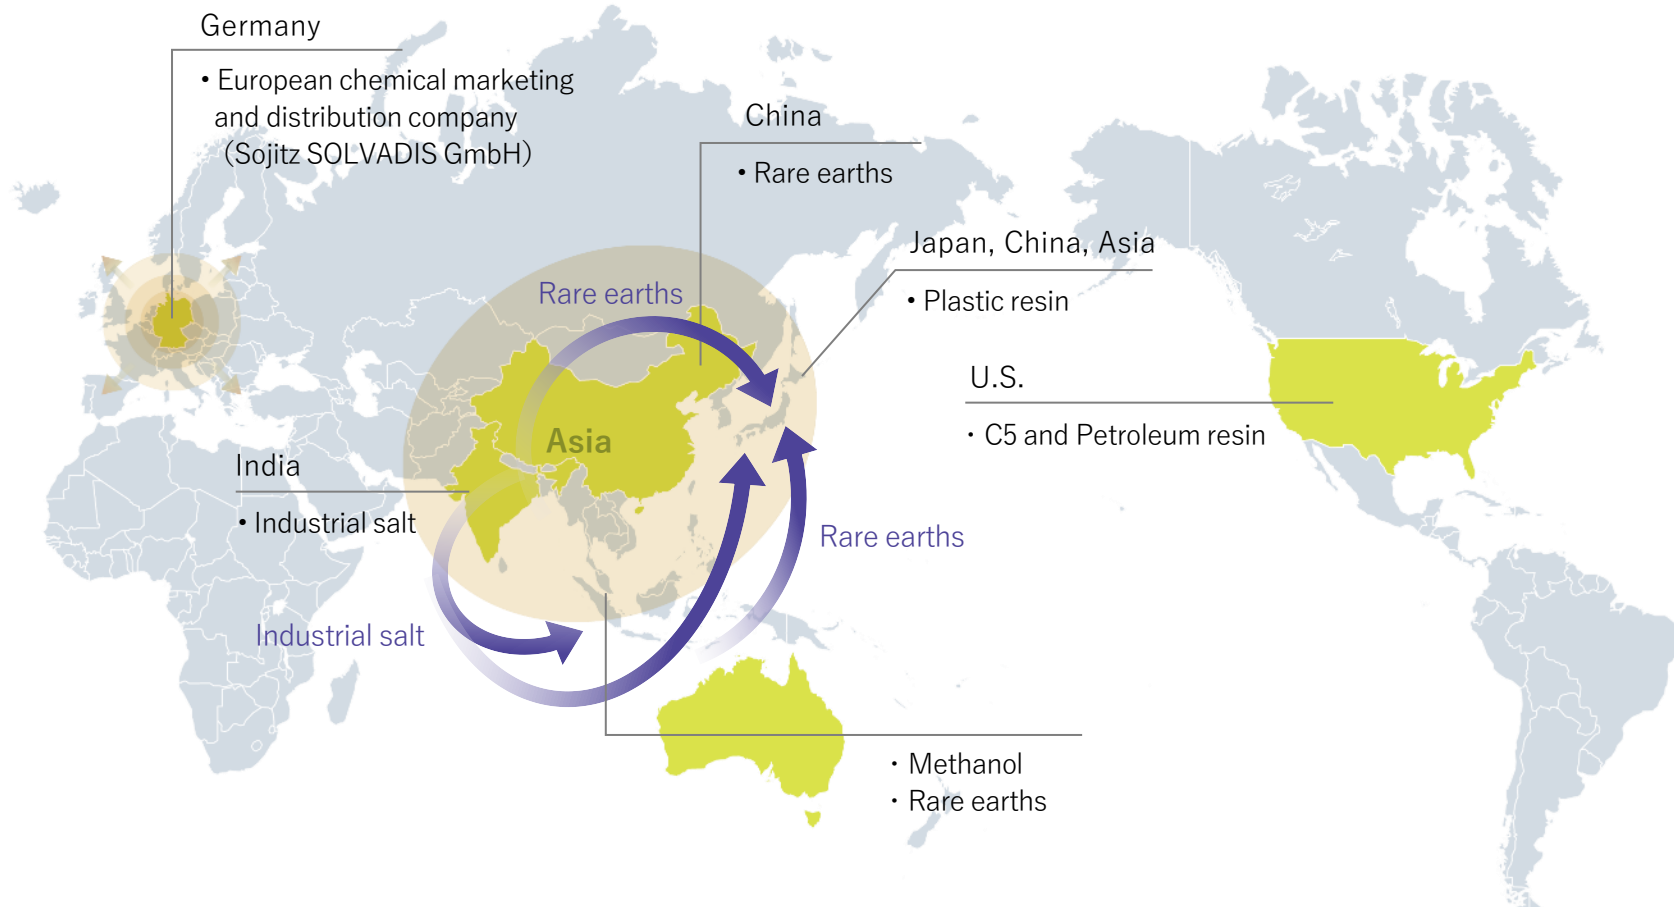 Germany
• European chemical marketing
and distribution company
(Sojitz SOLVADIS GmbH)
China
• Rare earths
Japan, China, Asia
• Plastic resin
Rare earths
U.S.
・C5 and Petroleum resin
Asia
India
• Industrial salt
Rare earths
Industrial salt
・Methanol
・Rare earths